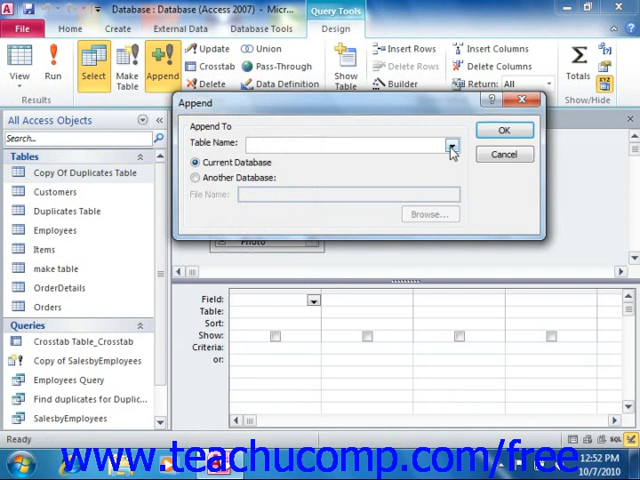 Database : Database (Access 2007) - Micr...
Query Tools
File Home Create External Data Database Tools Design
View Run Select Make Table Append
Update Union
Crosstab Pass-Through
Delete Data Definition
Show Table
Insert Rows Insert Columns
Delete Rows Delete Columns
Builder Return: All
Totals
Results Show/Hide
All Access Objects
Search...
Tables
Copy Of Duplicates Table
Customers
Duplicates Table
Employees
Items
make table
OrderDetails
Orders
Queries
Crosstab Table_Crosstab
Copy of SalesbyEmployees
Employees Query
Find duplicates for Duplic...
SalesbyEmployees
Append
Append To
Table Name:
Current Database
Another Database:
File Name:
Browse...
OK
Cancel
Photo
Field:
Table:
Sort:
Show:
Criteria:
or:
Ready
SQL
www.teachucomp.com/free
12:52 PM
10/7/2010